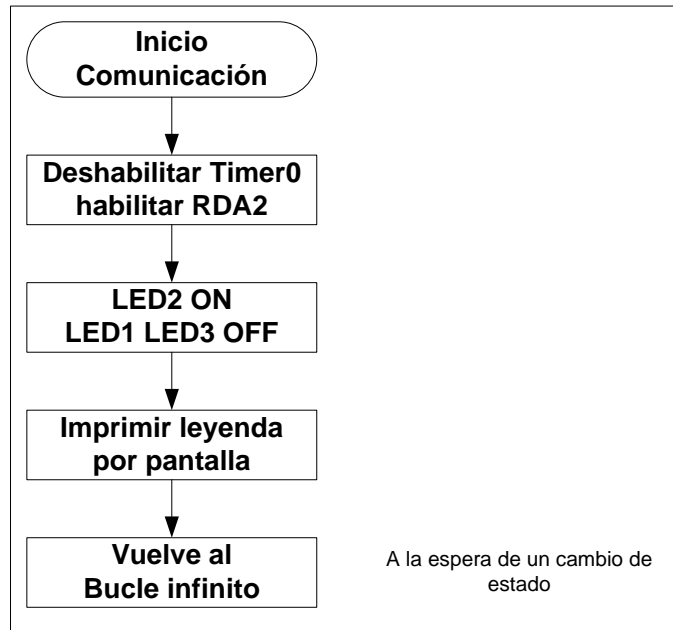 Inicio
Comunicación
Deshabilitar Timer0
habilitar RDA2
LED2 ON
LED1 LED3 OFF
Imprimir leyenda
por pantalla
Vuelve al
Bucle infinito
A la espera de un cambio de
estado